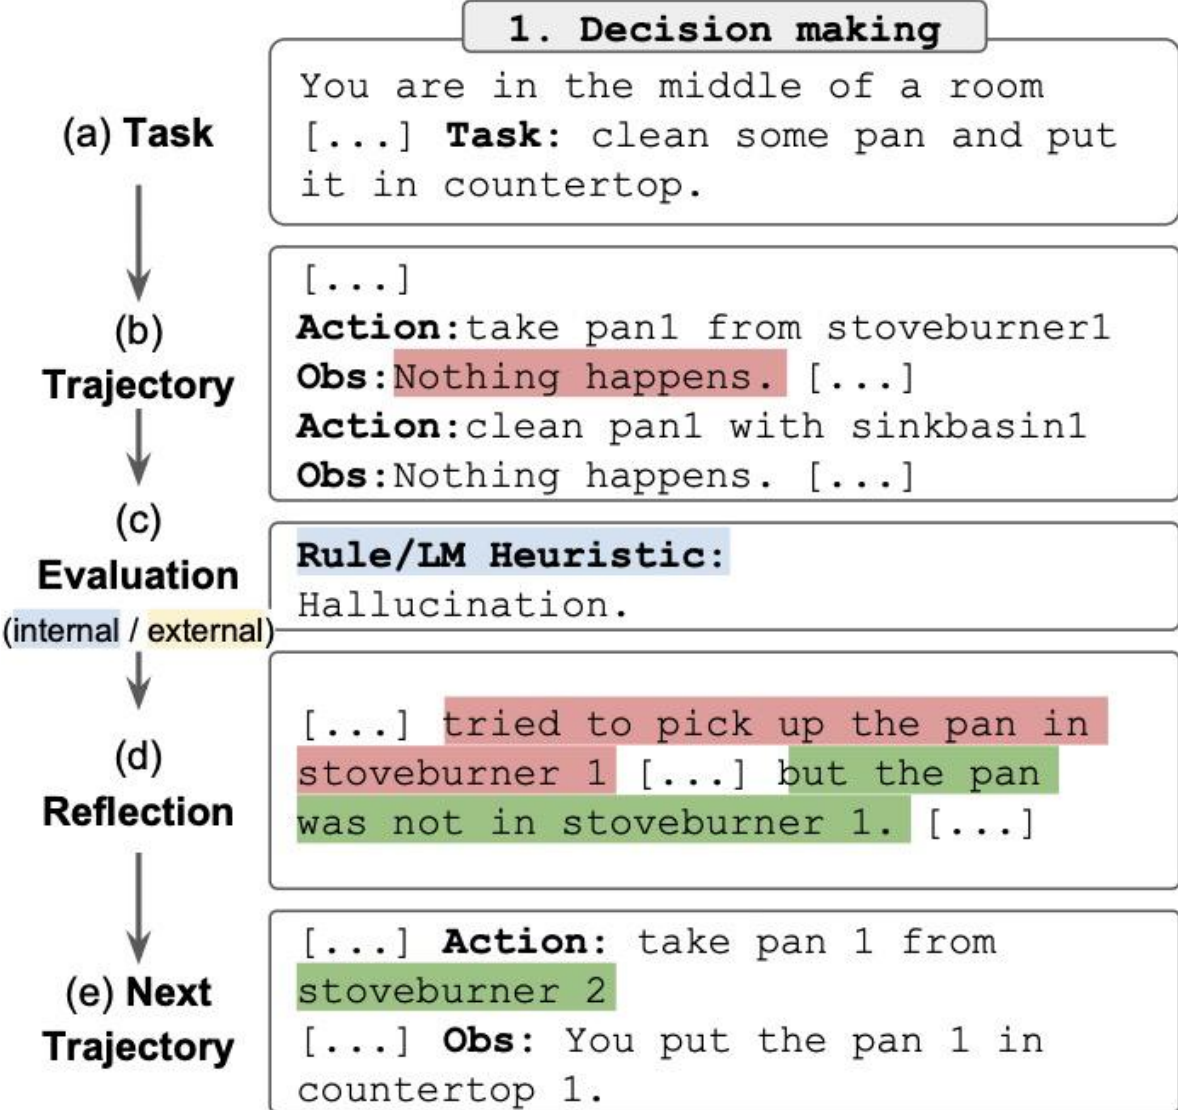 1. Decision making
(a) Task
You are in the middle of a room
[...] Task: clean some pan and put
it in countertop.
(b)
Trajectory
[...]
Action:take pan1 from stoveburner1
Obs:Nothing happens. [...]
Action:clean pan1 with sinkbasin1
Obs:Nothing happens. [...]
(c)
Evaluation
(internal / external)
Rule/LM Heuristic:
Hallucination.
(d)
Reflection
[...] tried to pick up the pan in
stoveburner 1 [...] but the pan
was not in stoveburner 1. [...]
(e) Next
Trajectory
[...] Action: take pan 1 from
stoveburner 2
[...] Obs: You put the pan 1 in
countertop 1.